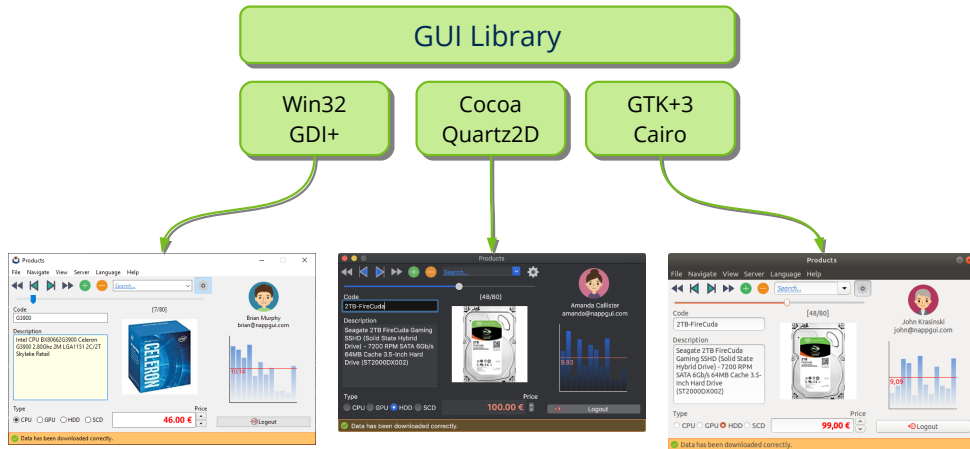 GUI Library
Win32
GDI+
Cocoa
Quartz2D
GTK+3
Cairo
Products
File Navigate View Server Language Help
Search...
Code
[7/80]
G3900
Description
Intel CPU BX80662G3900 Celeron
G3900 2.80Ghz 2M LGA1151 2C/2T
Skylake Retail
CELERON
Brian Murphy
brian@nappgui.com
10.14
Type
Price
CPU GPU HDD SCD
46.00 €
Logout
Data has been downloaded correctly.
Products
Search...
Code
[48/80]
2TB-FireCuda
Description
Seagate 2TB FireCuda Gaming
SSHD (Solid State Hybrid
Drive) - 7200 RPM SATA 6Gb/s
64MB Cache 3.5-Inch Hard
Drive (ST2000DX002)
Amanda Callister
amanda@nappgui.com
9.93
Type
Price
CPU GPU HDD SCD
100.00 €
Logout
Data has been downloaded correctly.
Products
File Navigate View Server Language Help
Search...
Code
[48/80]
2TB-FireCuda
Description
Seagate 2TB FireCuda
Gaming SSHD (Solid State
Hybrid Drive) - 7200 RPM
SATA 6Gb/s 64MB Cache 3.5-
Inch Hard Drive
(ST2000DX002)
John Krasinski
john@nappgui.com
9,09
Type
Price
CPU GPU HDD SCD
99,00 €
Logout
Data has been downloaded correctly.